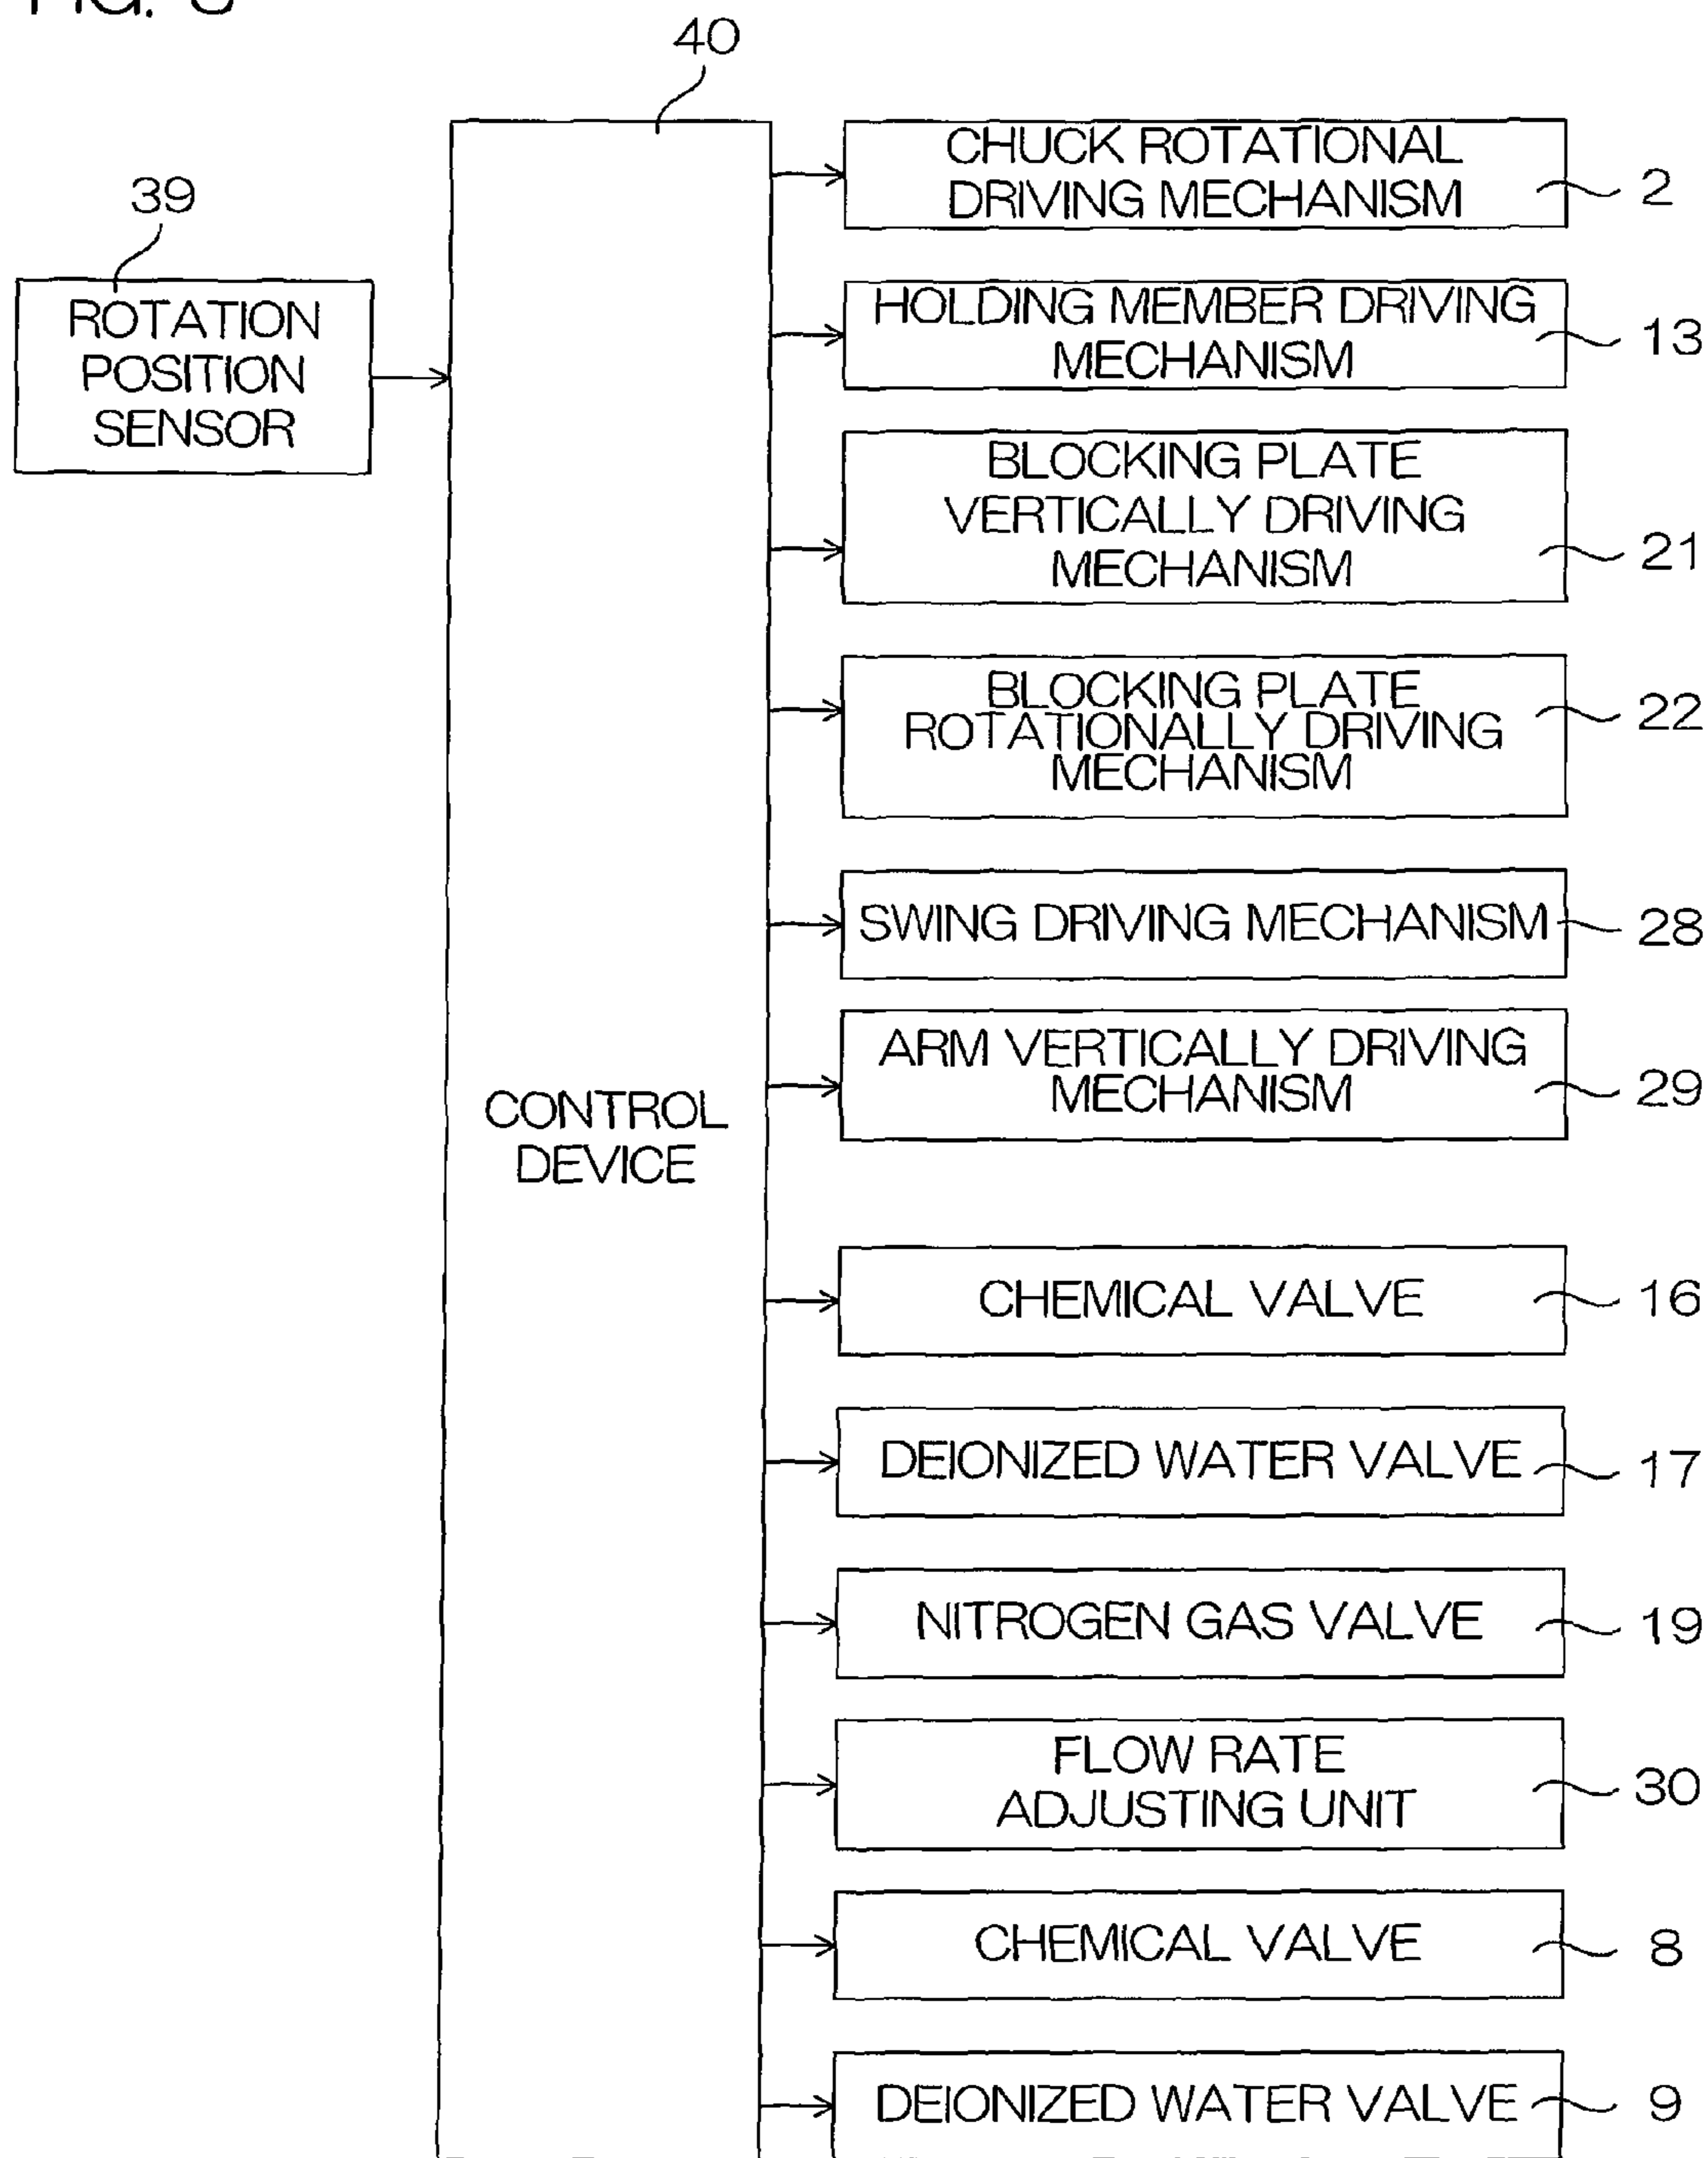 40
39
ROTATION
POSITION
SENSOR
CONTROL
DEVICE
CHUCK ROTATIONAL
DRIVING MECHANISM
2
HOLDING MEMBER DRIVING
MECHANISM
13
BLOCKING PLATE
VERTICALLY DRIVING
MECHANISM
21
BLOCKING PLATE
ROTATIONALLY DRIVING
MECHANISM
22
SWING DRIVING MECHANISM
28
ARM VERTICALLY DRIVING
MECHANISM
29
CHEMICAL VALVE
16
DEIONIZED WATER VALVE
17
NITROGEN GAS VALVE
19
FLOW RATE
ADJUSTING UNIT
30
CHEMICAL VALVE
8
DEIONIZED WATER VALVE
9